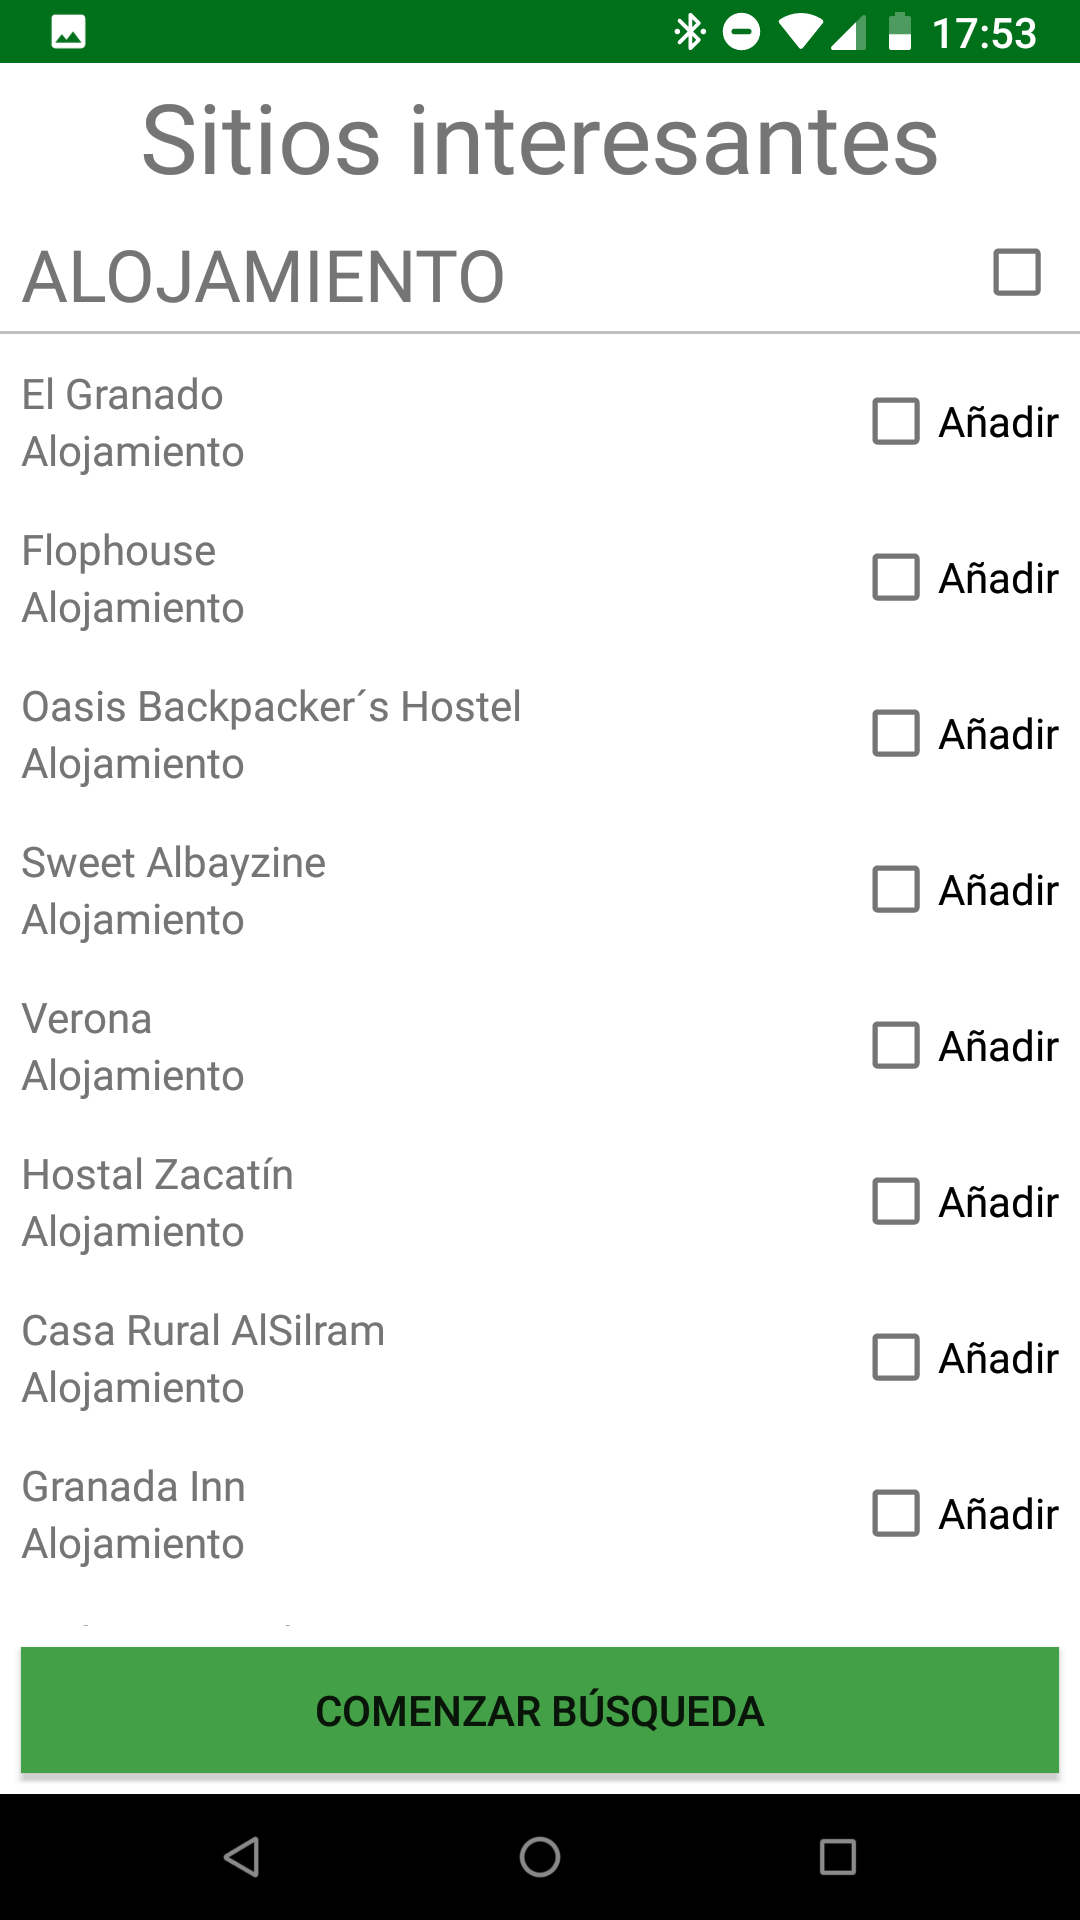 17:53
Sitios interesantes
ALOJAMIENTO
El Granado
Alojamiento
Añadir
Flophouse
Alojamiento
Añadir
Oasis Backpacker´s Hostel
Alojamiento
Añadir
Sweet Albayzine
Alojamiento
Añadir
Verona
Alojamiento
Añadir
Hostal Zacatín
Alojamiento
Añadir
Casa Rural AlSilram
Alojamiento
Añadir
Granada Inn
Alojamiento
Añadir
COMENZAR BÚSQUEDA